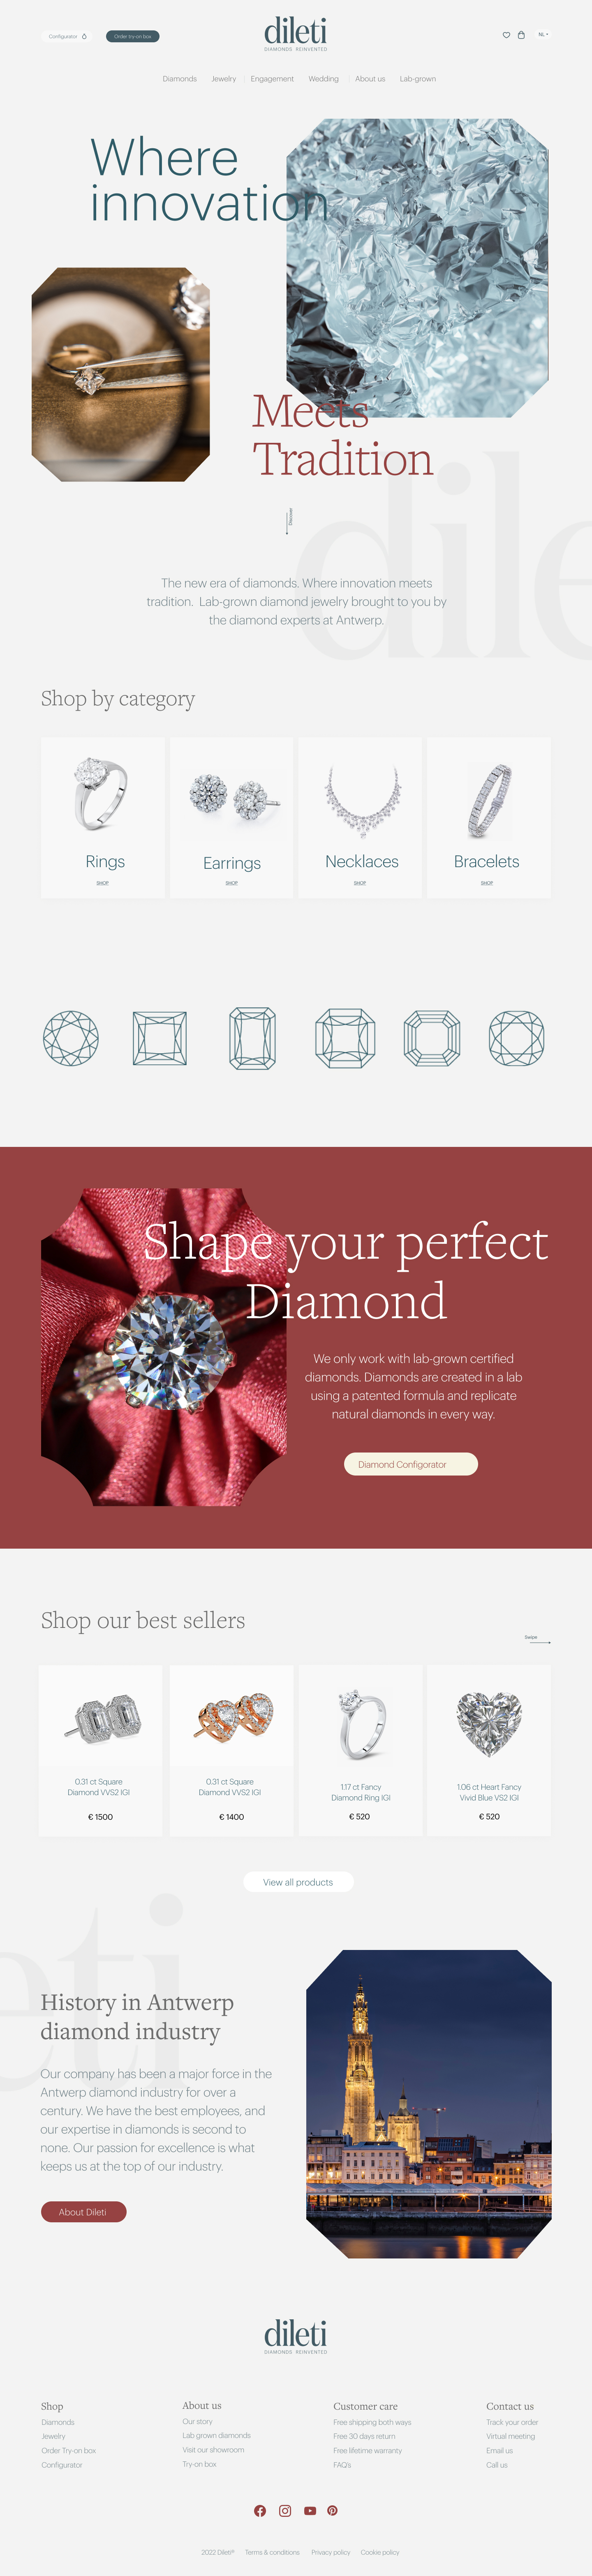 Configurator
Order try-on box
dileti
DIAMONDS REINVENTED
NL
Diamonds
Jewelry
Engagement
Wedding
About us
Lab-grown
Where
innovation
Meets
Tradition
Discover
dile
The new era of diamonds. Where innovation meets
tradition. Lab-grown diamond jewelry brought to you by
the diamond experts at Antwerp.
Shop by category
Rings
SHOP
Earrings
SHOP
Necklaces
SHOP
Bracelets
SHOP
Shape your perfect
Diamond
We only work with lab-grown certified
diamonds. Diamonds are created in a lab
using a patented formula and replicate
natural diamonds in every way.
Diamond Configorator
Shop our best sellers
Swipe
0.31 ct Square
Diamond VVS2 IGI
€ 1500
0.31 ct Square
Diamond VVS2 IGI
€ 1400
1.17 ct Fancy
Diamond Ring IGI
€ 520
1.06 ct Heart Fancy
Vivid Blue VS2 IGI
€ 520
View all products
eti
History in Antwerp
diamond industry
Our company has been a major force in the
Antwerp diamond industry for over a
century. We have the best employees, and
our expertise in diamonds is second to
none. Our passion for excellence is what
keeps us at the top of our industry.
About Dileti
dileti
DIAMONDS REINVENTED
Shop
Diamonds
Jewelry
Order Try-on box
Configurator
About us
Our story
Lab grown diamonds
Visit our showroom
Try-on box
Customer care
Free shipping both ways
Free 30 days return
Free lifetime warranty
FAQ's
Contact us
Track your order
Virtual meeting
Email us
Call us
2022 Dileti®
Terms & conditions
Privacy policy
Cookie policy